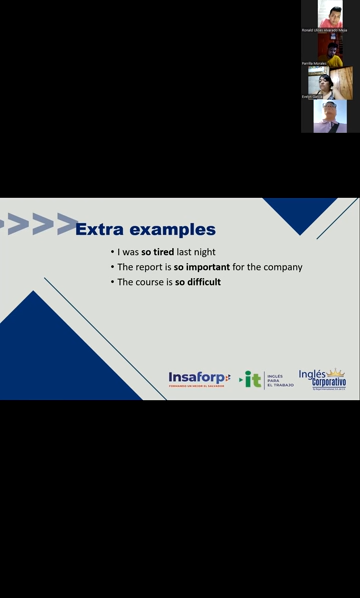 >>>>
Extra examples
• I was so tired last night
• The report is so important for the company
• The course is so difficult
Insaforp
it
INGLÉS
PARA
EL TRABAJO
Inglés
Corporativo